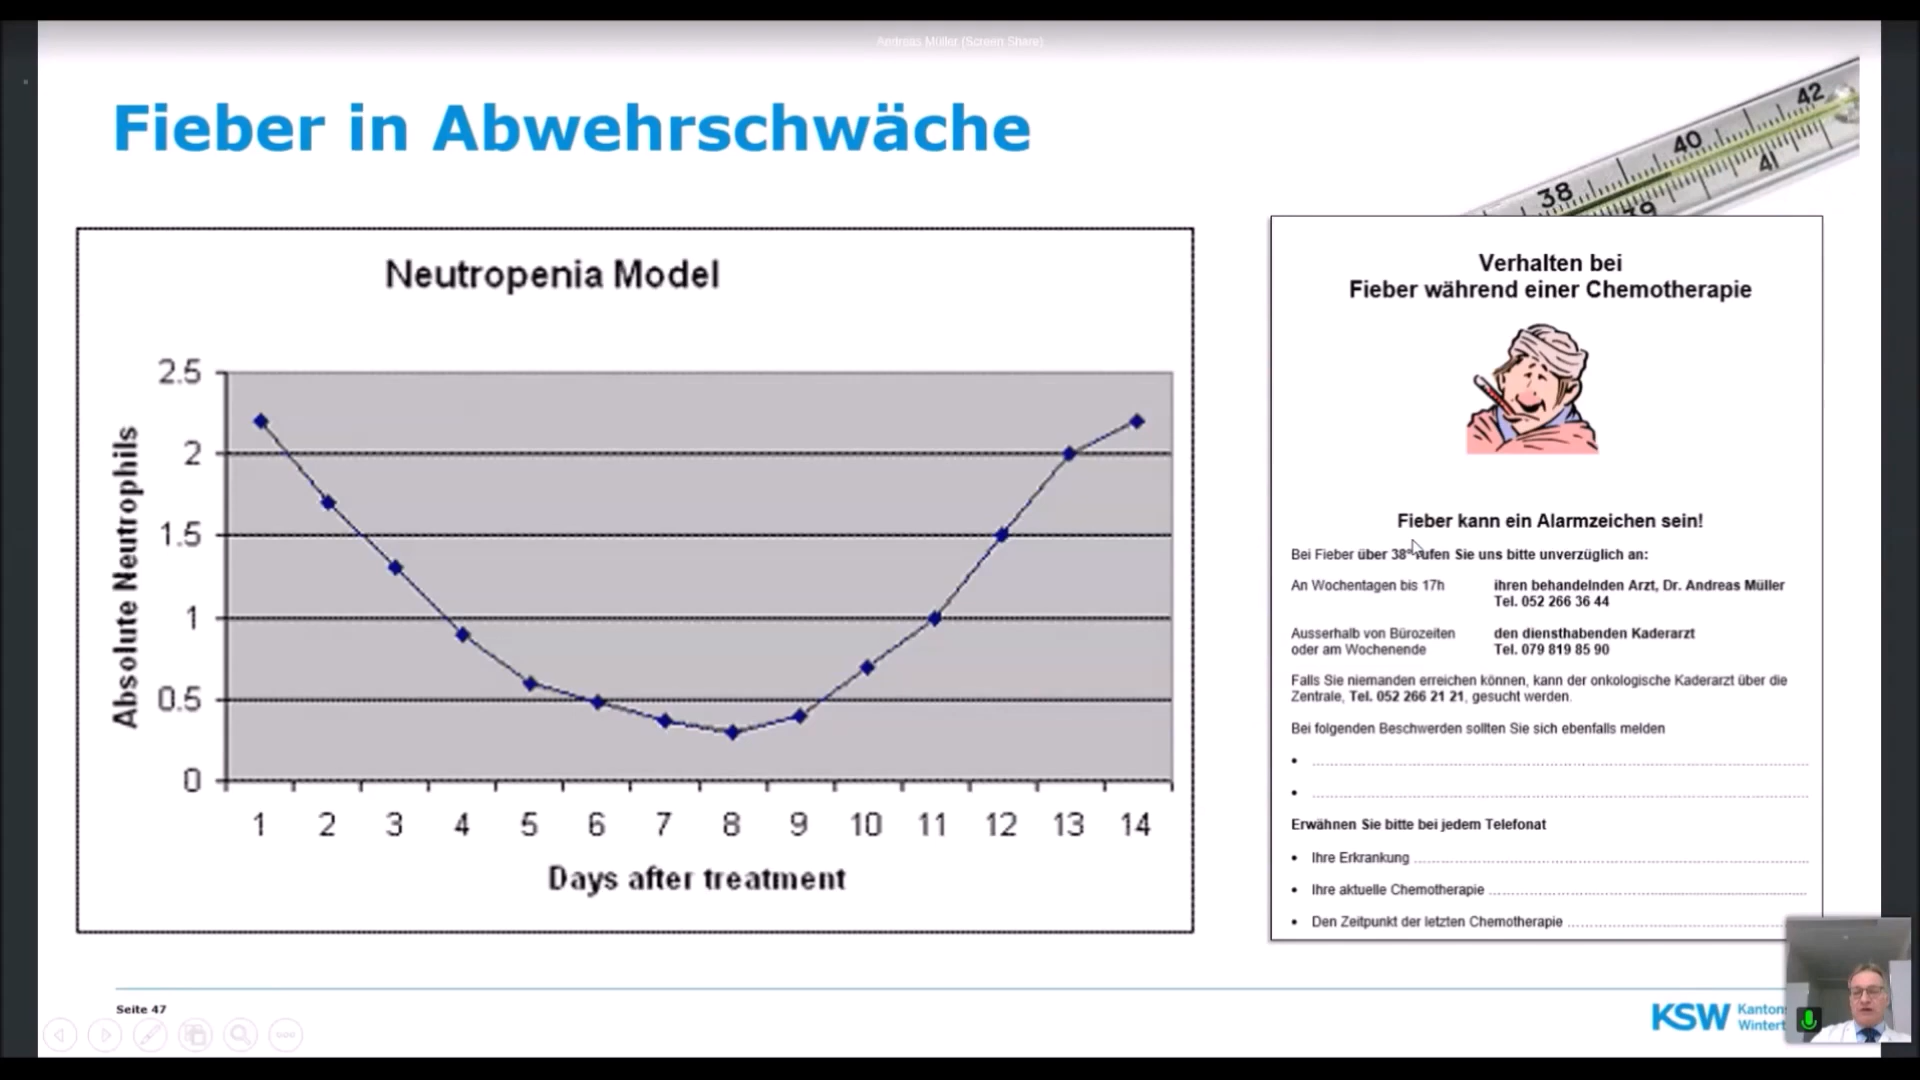 Andreas Müller (Screen Share)
Fieber in Abwehrschwäche
38
40
42
39
41
Neutropenia Model
Absolute Neutrophils
2.5
2
1.5
1
0.5
0
1 2 3 4 5 6 7 8 9 10 11 12 13 14
Days after treatment
Verhalten bei
Fieber während einer Chemotherapie
Fieber kann ein Alarmzeichen sein!
Bei Fieber über 38° rufen Sie uns bitte unverzüglich an:
An Wochentagen bis 17h ihren behandelnden Arzt, Dr. Andreas Müller
Tel. 052 266 36 44
Ausserhalb von Bürozeiten den diensthabenden Kaderarzt
oder am Wochenende Tel. 079 819 85 90
Falls Sie niemanden erreichen können, kann der onkologische Kaderarzt über die
Zentrale, Tel. 052 266 21 21, gesucht werden.
Bei folgenden Beschwerden sollten Sie sich ebenfalls melden
•
•
Erwähnen Sie bitte bei jedem Telefonat
• Ihre Erkrankung
• Ihre aktuelle Chemotherapie
• Den Zeitpunkt der letzten Chemotherapie
Seite 47
KSW Kantons
Wintert